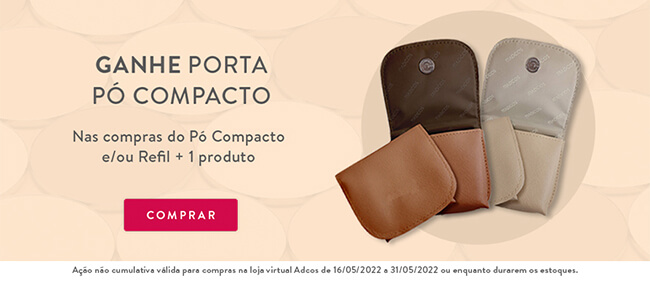 GANHE PORTA
PÓ COMPACTO
Nas compras do Pó Compacto
e/ou Refil + 1 produto
COMPRAR
Ação não cumulativa válida para compras na loja virtual Adcos de 16/05/2022 a 31/05/2022 ou enquanto durarem os estoques.